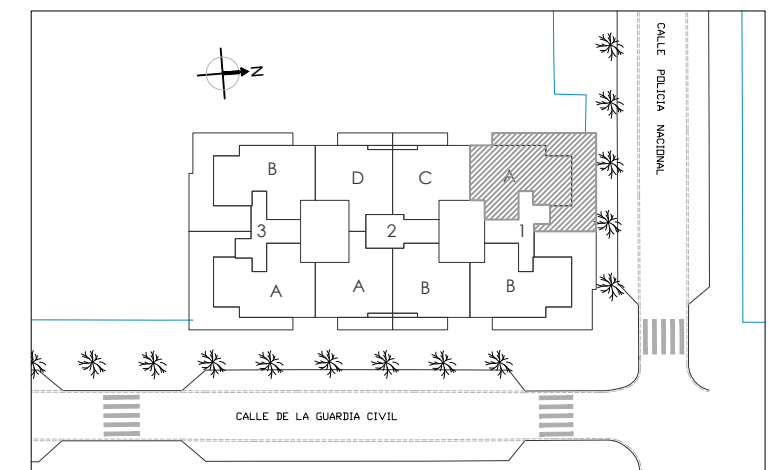 N
CALLE POLICIA NACIONAL
B
D
C
A
3
2
1
A
A
B
B
CALLE DE LA GUARDIA CIVIL